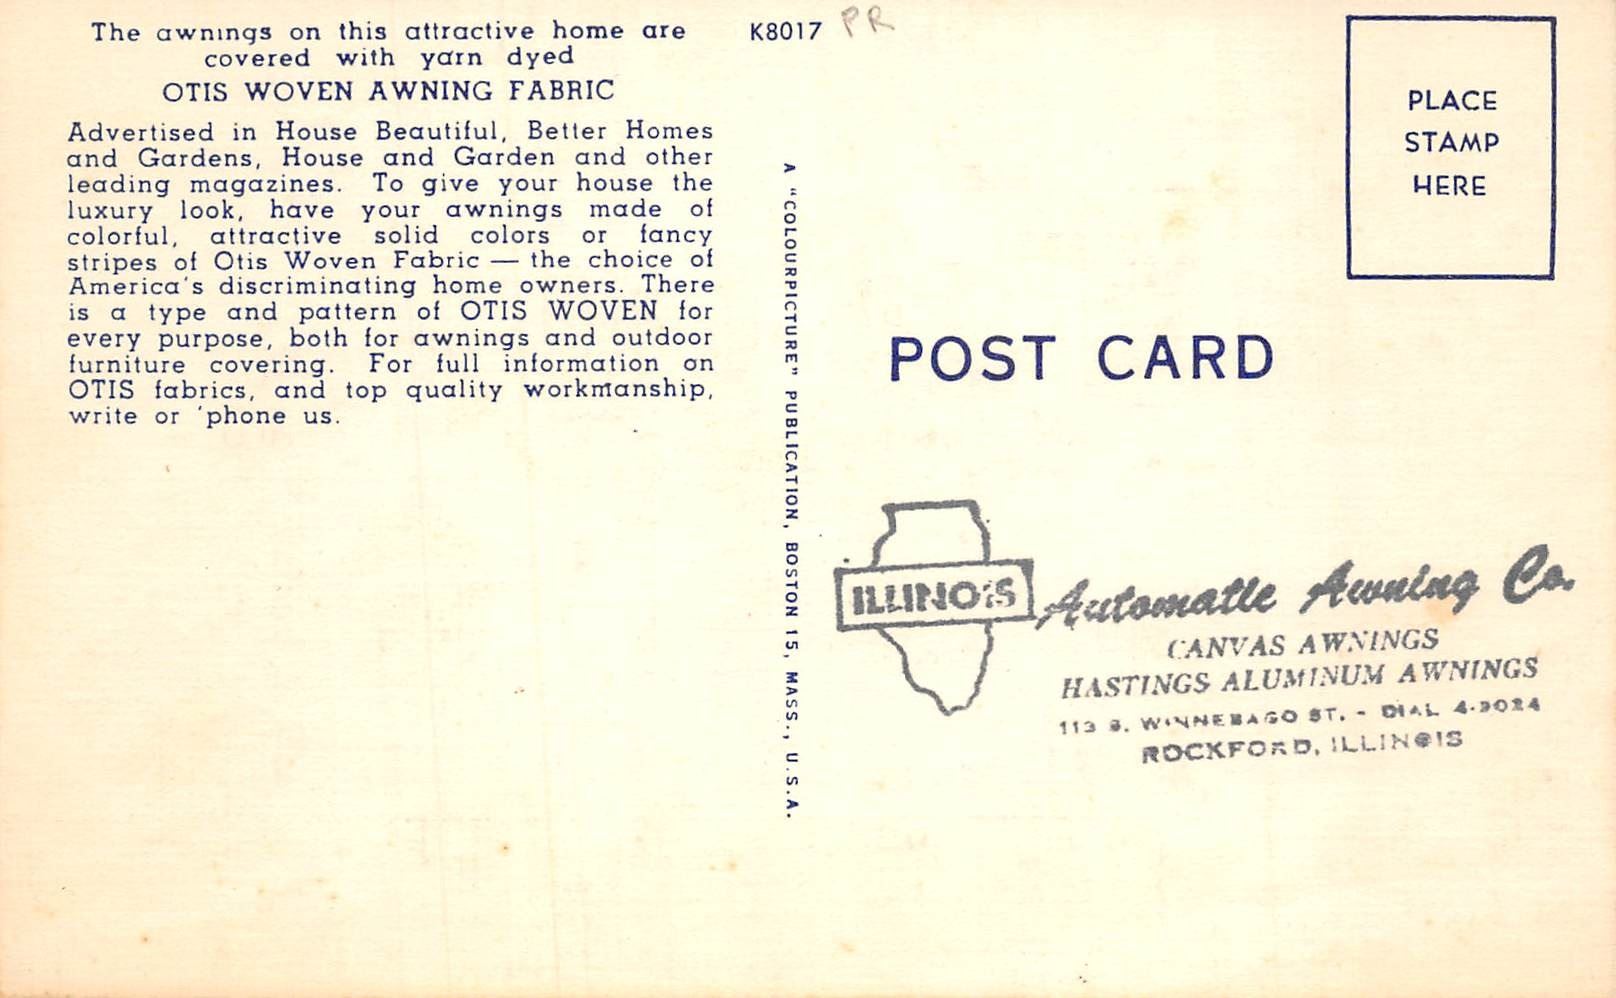 The awnings on this attractive home are
covered with yarn dyed
OTIS WOVEN AWNING FABRIC
Advertised in House Beautiful, Better Homes
and Gardens, House and Garden and other
leading magazines. To give your house the
luxury look, have your awnings made of
colorful, attractive solid colors or fancy
stripes of Otis Woven Fabric — the choice of
America's discriminating home owners. There
is a type and pattern of OTIS WOVEN for
every purpose, both for awnings and outdoor
furniture covering. For full information on
OTIS fabrics, and top quality workmanship,
write or 'phone us.
K8017
PR
A "COLOURPICTURE" PUBLICATION, BOSTON 15, MASS., U.S.A.
PLACE
STAMP
HERE
POST CARD
ILLINOIS
Automatic Awning Co.
CANVAS AWNINGS
HASTINGS ALUMINUM AWNINGS
113 S. WINNEBAGO ST. - DIAL
ROCKFORD, ILLINOIS